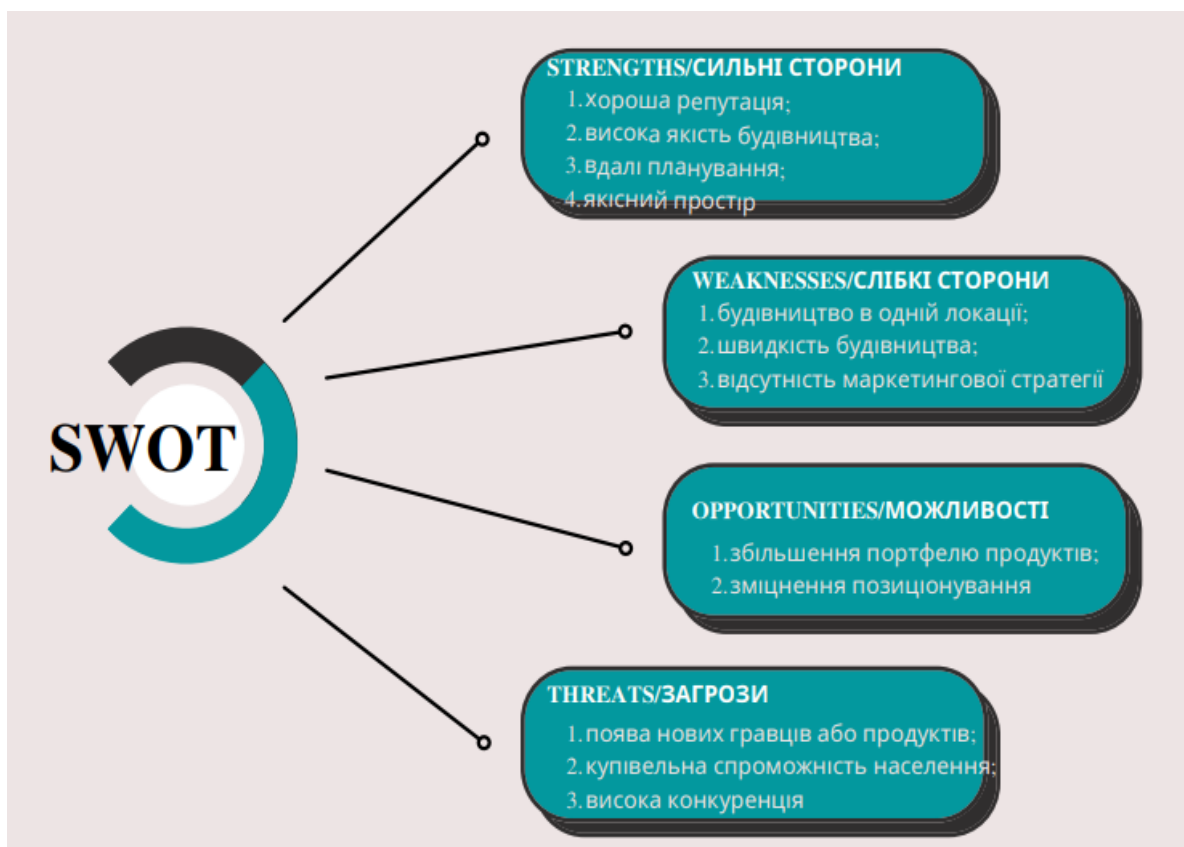 STRENGTHS/СИЛЬНІ СТОРОНИ
1.хороша репутація;
2.висока якість будівництва;
3.вдалі планування;
4.якісний простір
WEAKNESSES/СЛІБКІ СТОРОНИ
1.будівництво в одній локації;
2.швидкість будівництва;
3.відсутність маркетингової стратегії
SWOT
OPPORTUNITIES/МОЖЛИВОСТІ
1.збільшення портфелю продуктів;
2.зміцнення позиціонування
THREATS/ЗАГРОЗИ
1.поява нових гравців або продуктів;
2.купівельна спроможність населення;
3.висока конкуренція